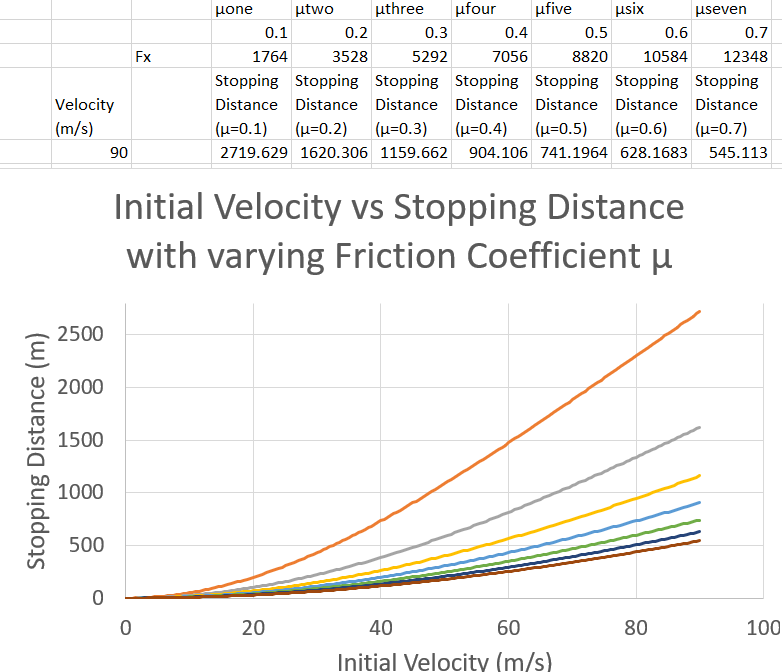 µone µtwo µthree µfour µfive µsix µseven
0.1 0.2 0.3 0.4 0.5 0.6 0.7
Fx 1764 3528 5292 7056 8820 10584 12348
Stopping Stopping Stopping Stopping Stopping Stopping Stopping
Velocity Distance Distance Distance Distance Distance Distance Distance
(m/s) (µ=0.1) (µ=0.2) (µ=0.3) (µ=0.4) (µ=0.5) (µ=0.6) (µ=0.7)
90 2719.629 1620.306 1159.662 904.106 741.1964 628.1683 545.113
Initial Velocity vs Stopping Distance
with varying Friction Coefficient µ
Stopping Distance (m)
2500
2000
1500
1000
500
0
0 20 40 60 80 100
Initial Velocity (m/s)